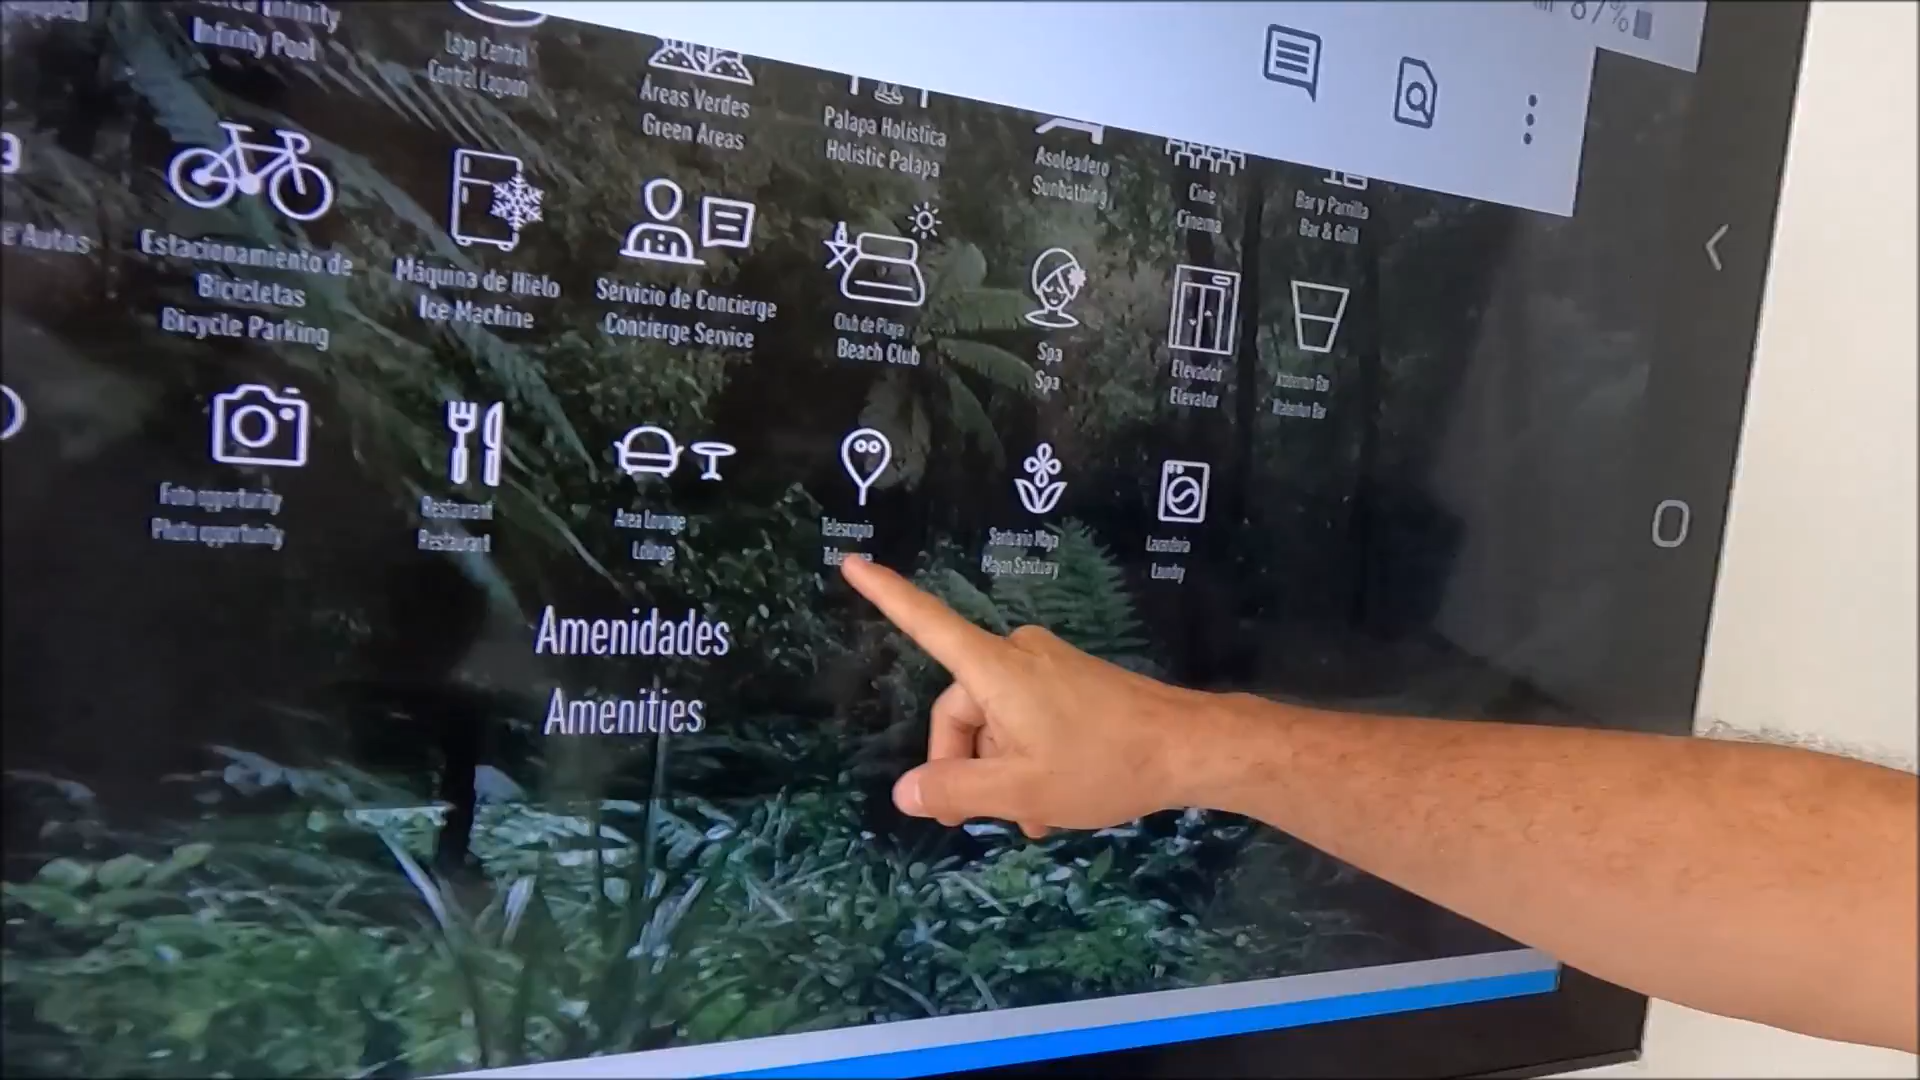 Infinity
Infinity Pool
Lago Central
Central Lagoon
Áreas Verdes
Green Areas
Palapa Holística
Holistic Palapa
Asoleadero
Sunbathing
Cine
Cinema
Bar y Parrilla
Bar & Grill
e Autos
Estacionamiento de
Bicicletas
Bicycle Parking
Máquina de Hielo
Ice Machine
Servicio de Concierge
Concierge Service
Club de Playa
Beach Club
Spa
Spa
Elevador
Elevator
Foto opportunity
Photo opportunity
Restaurant
Restaurant
Area Lounge
Lounge
Telescopio
Santuario Maya
Mayan Sanctuary
Lavandería
Laundry
Amenidades
Amenities